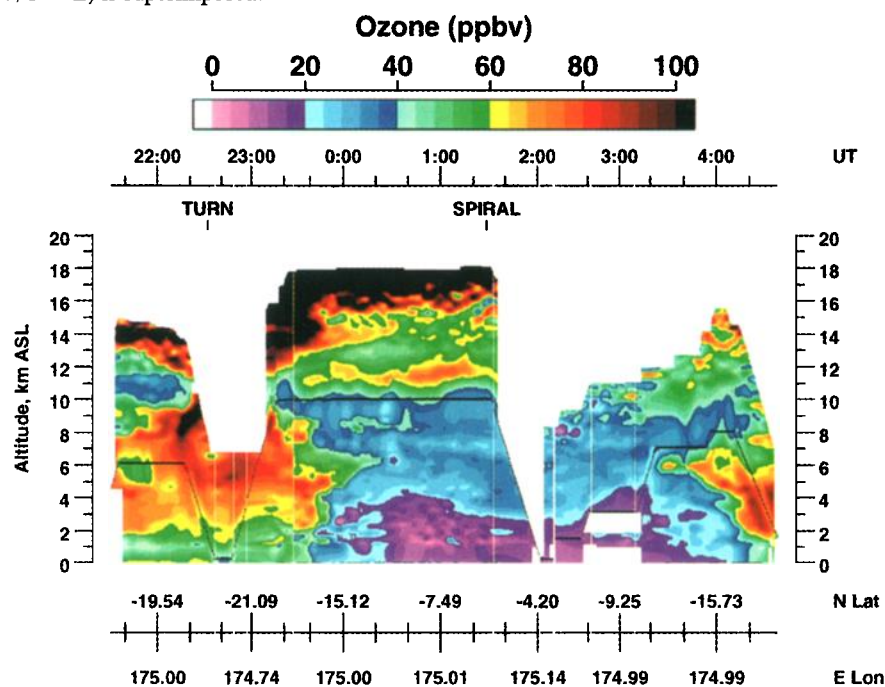 Ozone (ppbv)
0 20 40 60 80 100
22:00 23:00 0:00 1:00 2:00 3:00 4:00 UT
TURN SPIRAL
20 20
18 18
16 16
14 14
12 12
10 10
8 8
6 6
4 4
2 2
0 0
Altitude, km ASL
-19.54 -21.09 -15.12 -7.49 -4.20 -9.25 -15.73 N Lat
175.00 174.74 175.00 175.01 175.14 174.99 174.99 E Lon